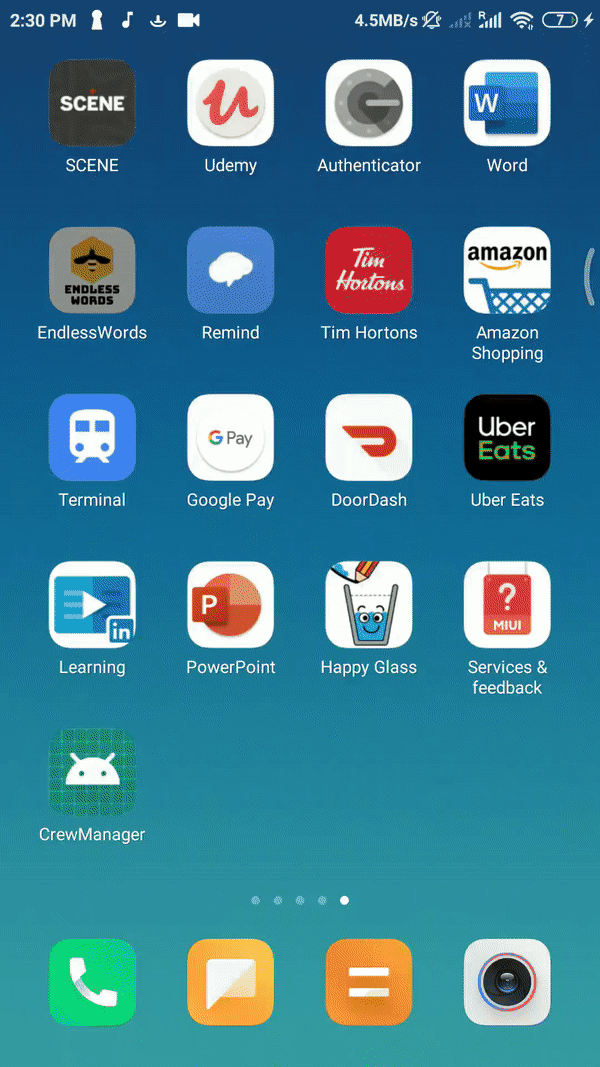 2:30 PM
4.5MB/s
R
7
SCENE
SCENE
Udemy
Authenticator
W
Word
ENDLESS
WORDS
EndlessWords
Remind
Tim
Hortons
Tim Hortons
amazon
Amazon
Shopping
Terminal
G Pay
Google Pay
DoorDash
Uber
Eats
Uber Eats
in
Learning
P
PowerPoint
Happy Glass
?
MIUI
Services &
feedback
CrewManager